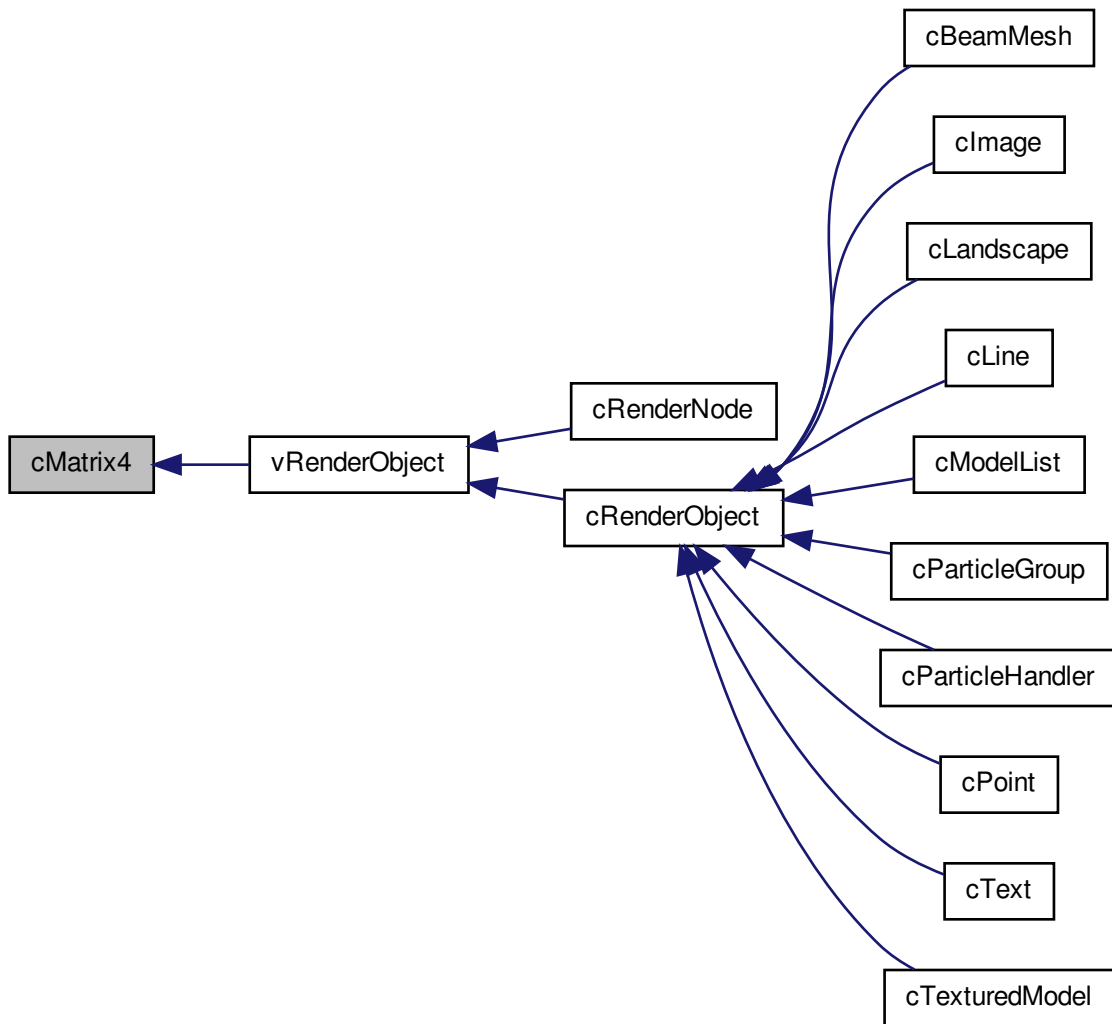 cMatrix4
vRenderObject
cRenderNode
cRenderObject
cBeamMesh
cImage
cLandscape
cLine
cModelList
cParticleGroup
cParticleHandler
cPoint
cText
cTexturedModel